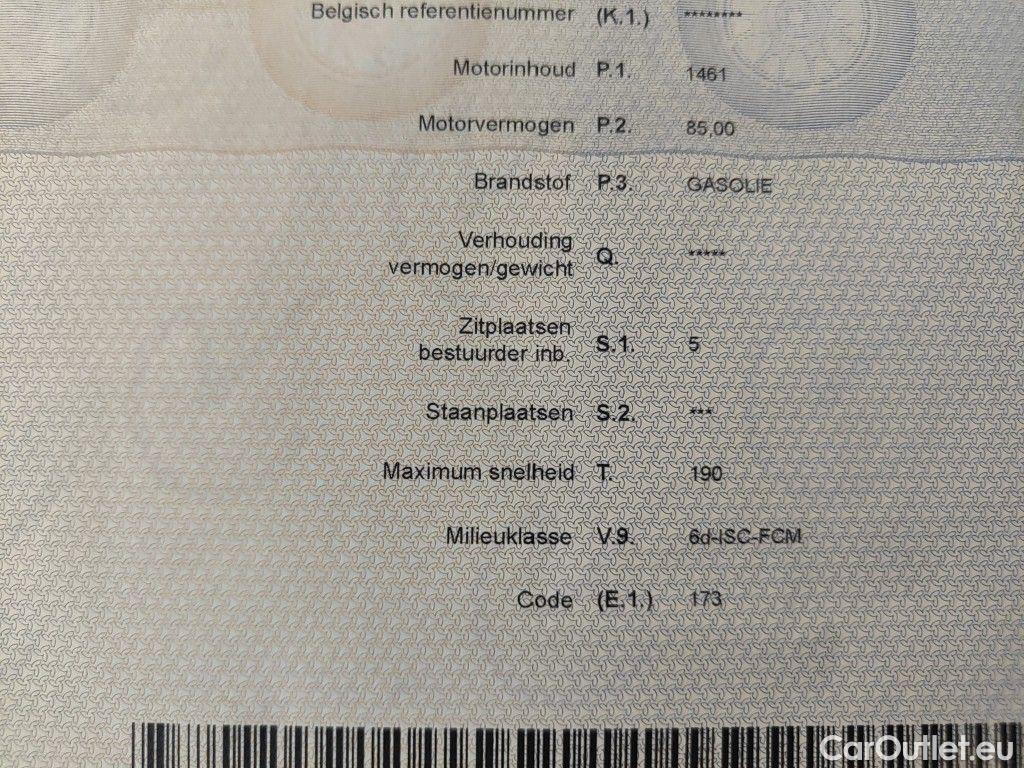 Belgisch referentienummer (K.1.) ********
Motorinhoud P.1. 1461
Motorvermogen P.2. 85,00
Brandstof P.3. GASOLIE
Verhouding
vermogen/gewicht Q. *****
Zitplaatsen
bestuurder inb. S.1. 5
Staanplaatsen S.2. ***
Maximum snelheid T. 190
Milieuklasse V.9. 6d-ISC-FCM
Code (E.1.) 173
CarOutlet.eu